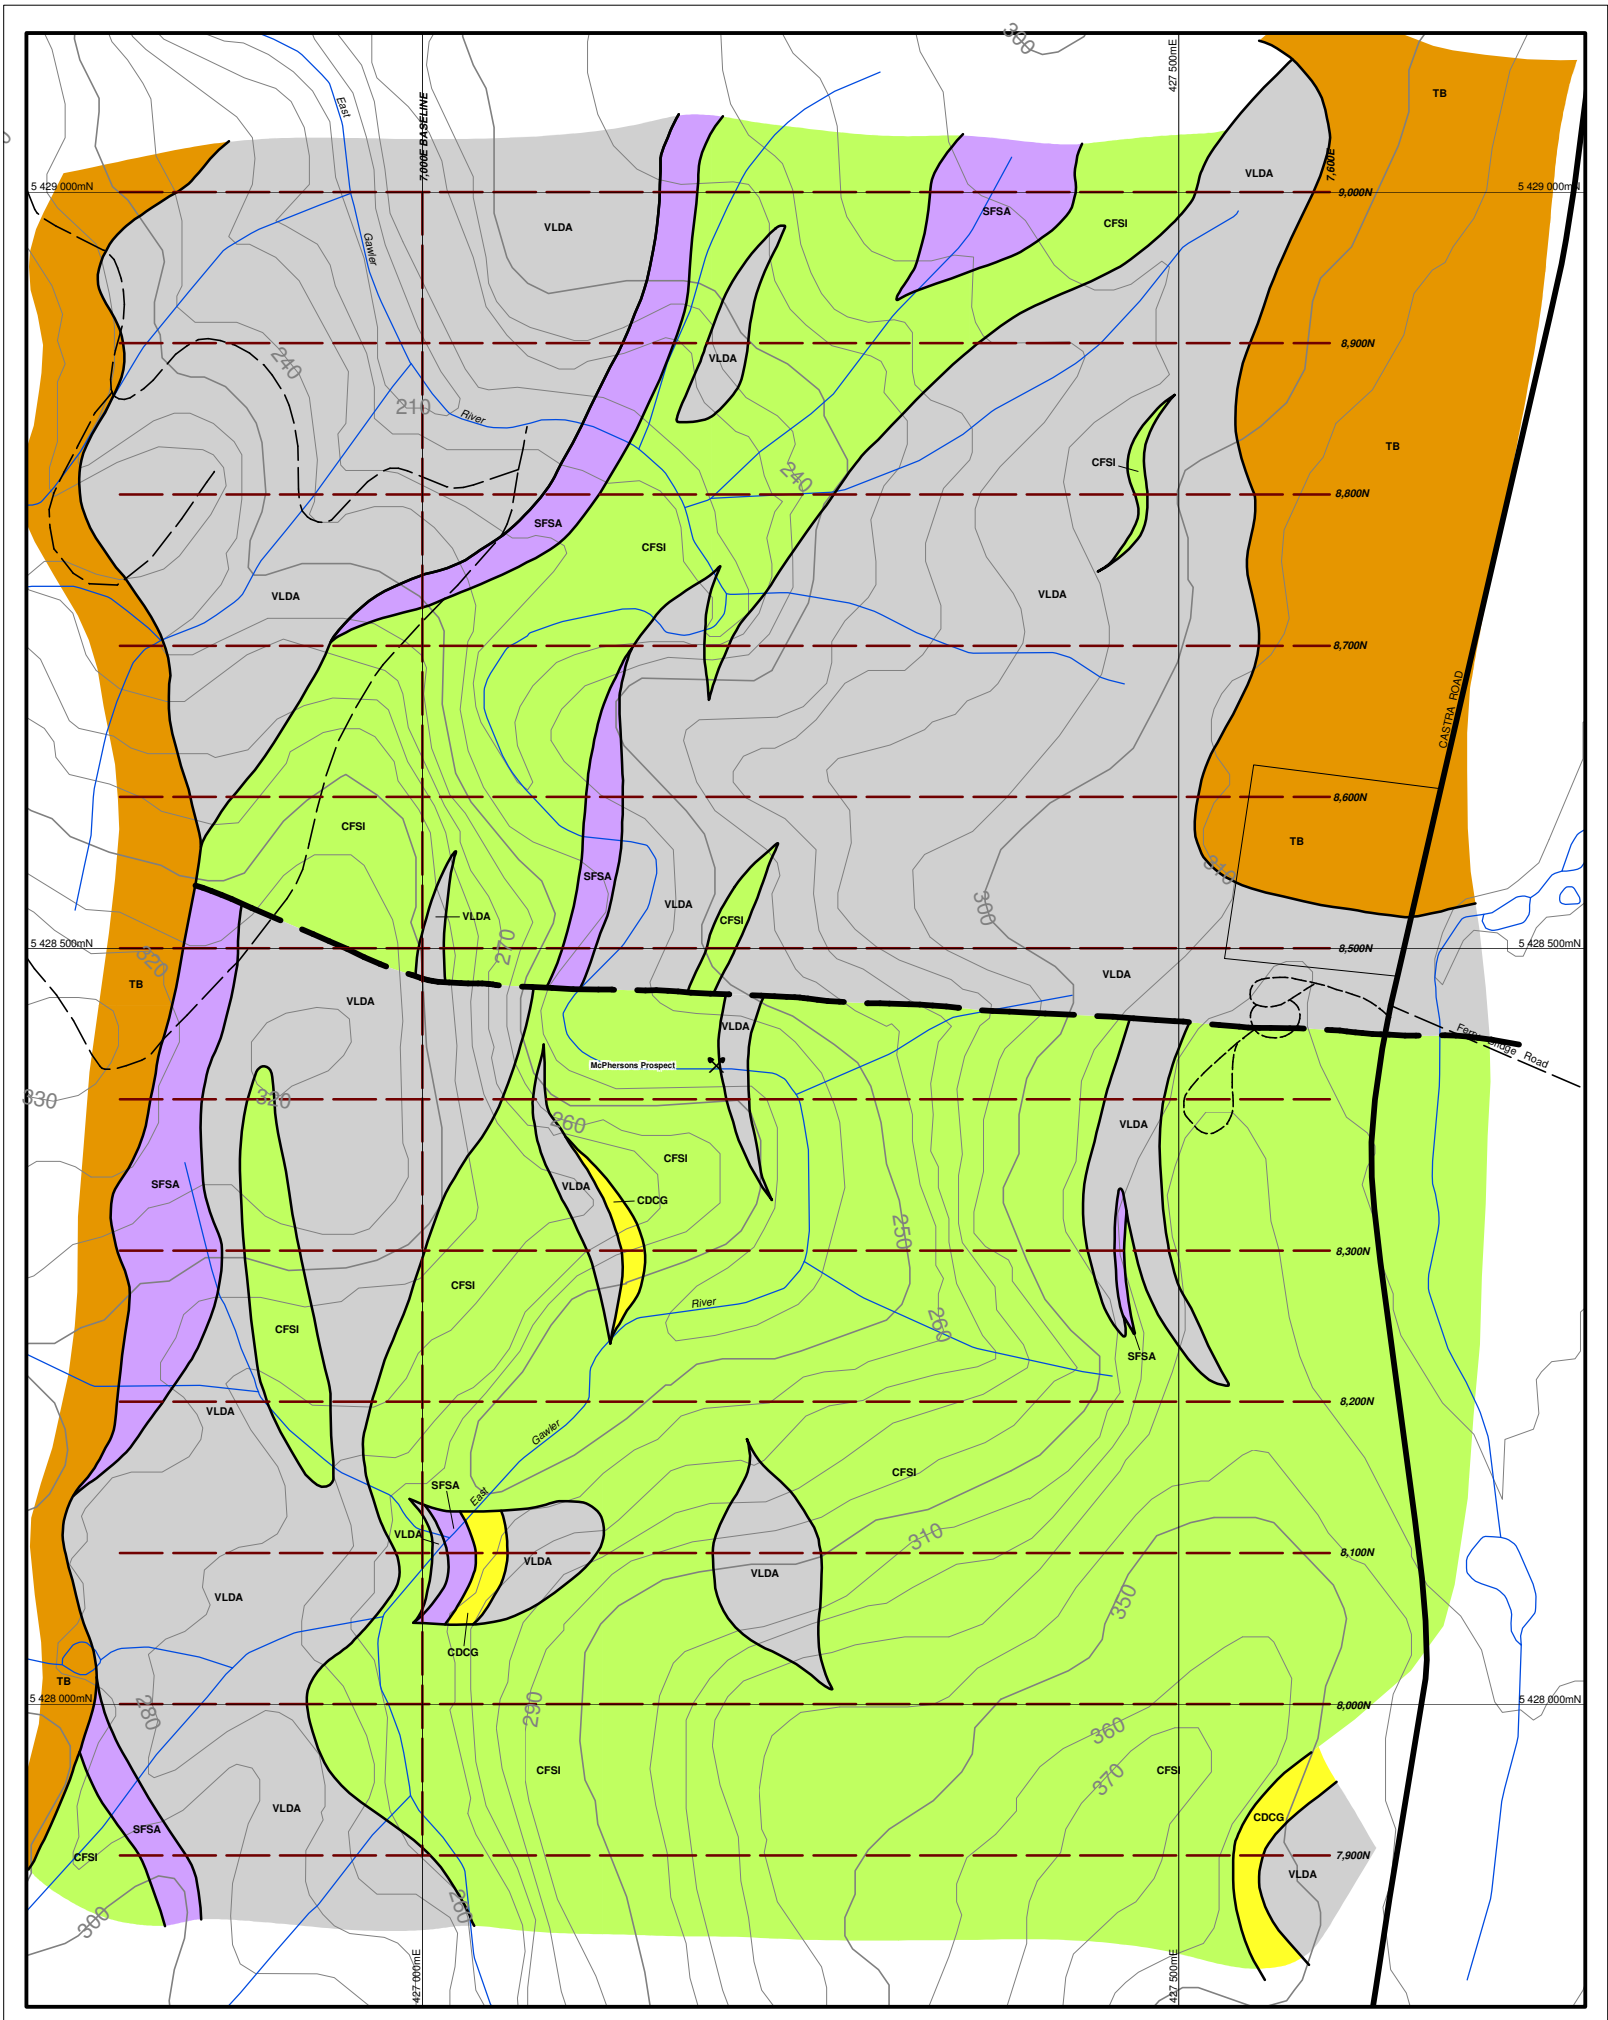 300
427 500mE
East
7,000E BASELINE
TB
7,600E
VLDA
5 429 000mN
9,000N
5 429 000mN
SFSA
VLDA
CFSI
Gawler
240
VLDA
8,900N
210
River
TB
CFSI
240
8,800N
SFSA
CFSI
VLDA
VLDA
8,700N
CASTRA ROAD
8,600N
CFSI
TB
310
SFSA
VLDA
300
VLDA
CFSI
270
5 428 500mN
8,500N
5 428 500mN
320
VLDA
TB
VLDA
VLDA
Road
McPhersons Prospect
330
320
260
VLDA
CFSI
SFSA
VLDA
CDCG
250
8,300N
CFSI
River
260
CFSI
SFSA
8,200N
VLDA
Gawler
CFSI
SFSA
East
VLDA
310
VLDA
8,100N
VLDA
VLDA
350
CDCG
TB
5 428 000mN
280
290
8,000N
5 428 000mN
360
CFSI
370
CFSI
VLDA
CDCG
SFSA
CFSI
7,900N
VLDA
260
300
427 000mE
427 500mE